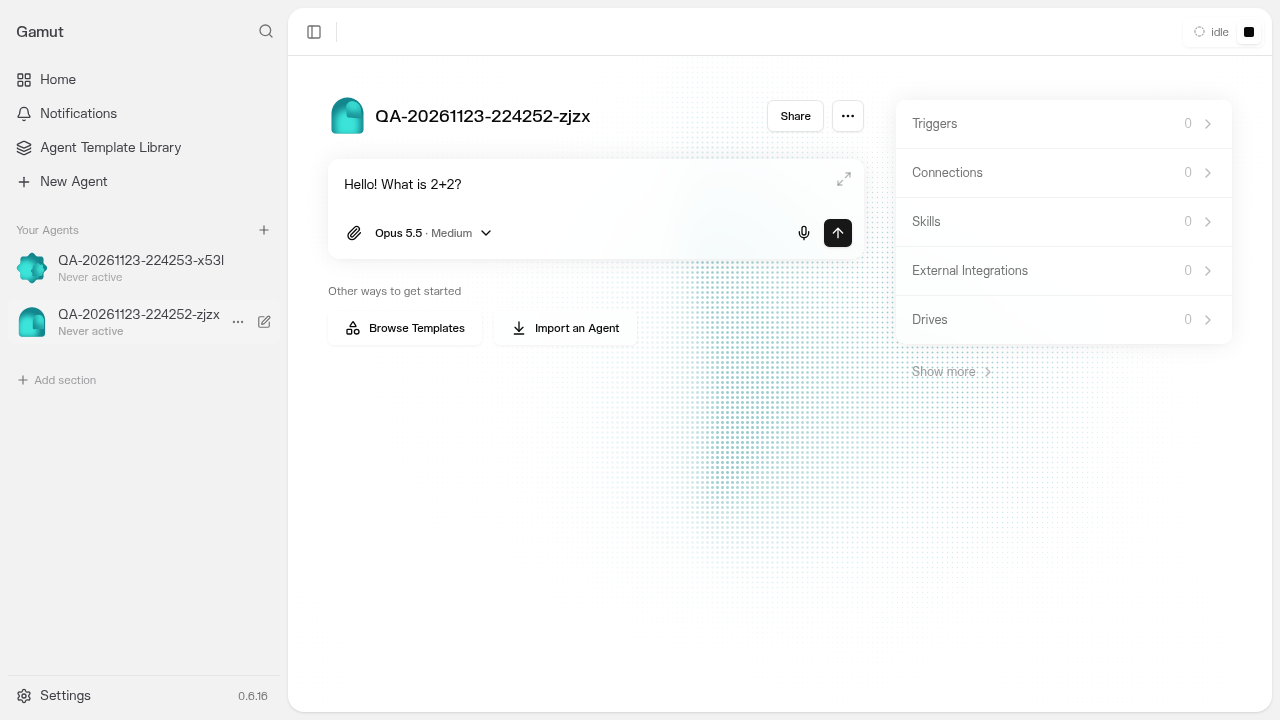 Gamut
Home
Notifications
Agent Template Library
New Agent
Your Agents
QA-20261123-224253-x53l
Never active
QA-20261123-224252-zjzx
Never active
Add section
Settings
0.6.16
idle
QA-20261123-224252-zjzx
Share
Hello! What is 2+2?
Opus 5.5 · Medium
Other ways to get started
Browse Templates
Import an Agent
Triggers 0
Connections 0
Skills 0
External Integrations 0
Drives 0
Show more